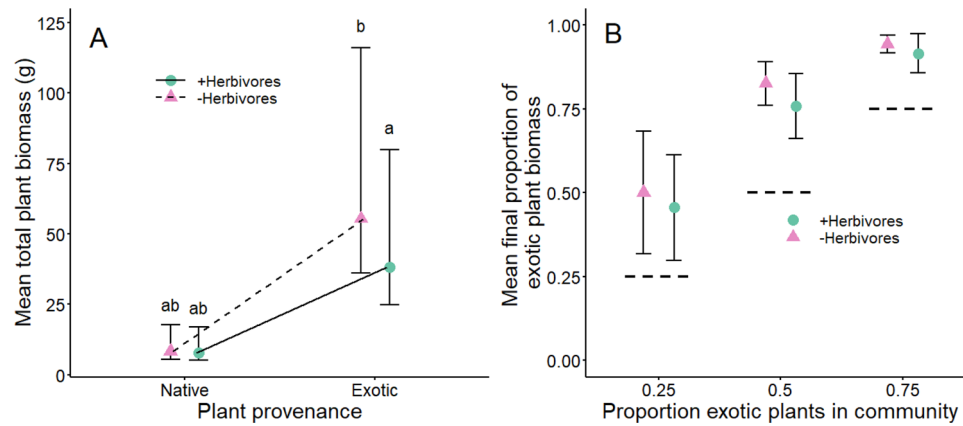 A
Mean total plant biomass (g)
125
100
75
50
25
0
+Herbivores
-Herbivores
ab
ab
b
a
Native
Exotic
Plant provenance
B
Mean final proportion of
exotic plant biomass
1.00
0.75
0.50
0.25
0.00
+Herbivores
-Herbivores
0.25
0.5
0.75
Proportion exotic plants in community